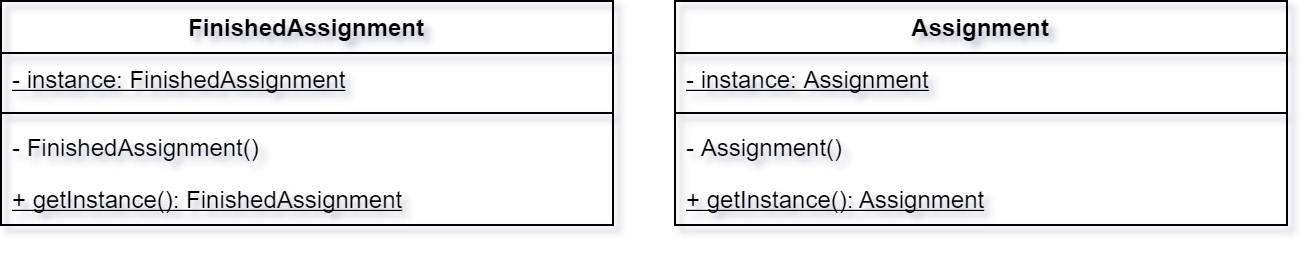 FinishedAssignment
- instance: FinishedAssignment
- FinishedAssignment()
+ getInstance(): FinishedAssignment
Assignment
- instance: Assignment
- Assignment()
+ getInstance(): Assignment